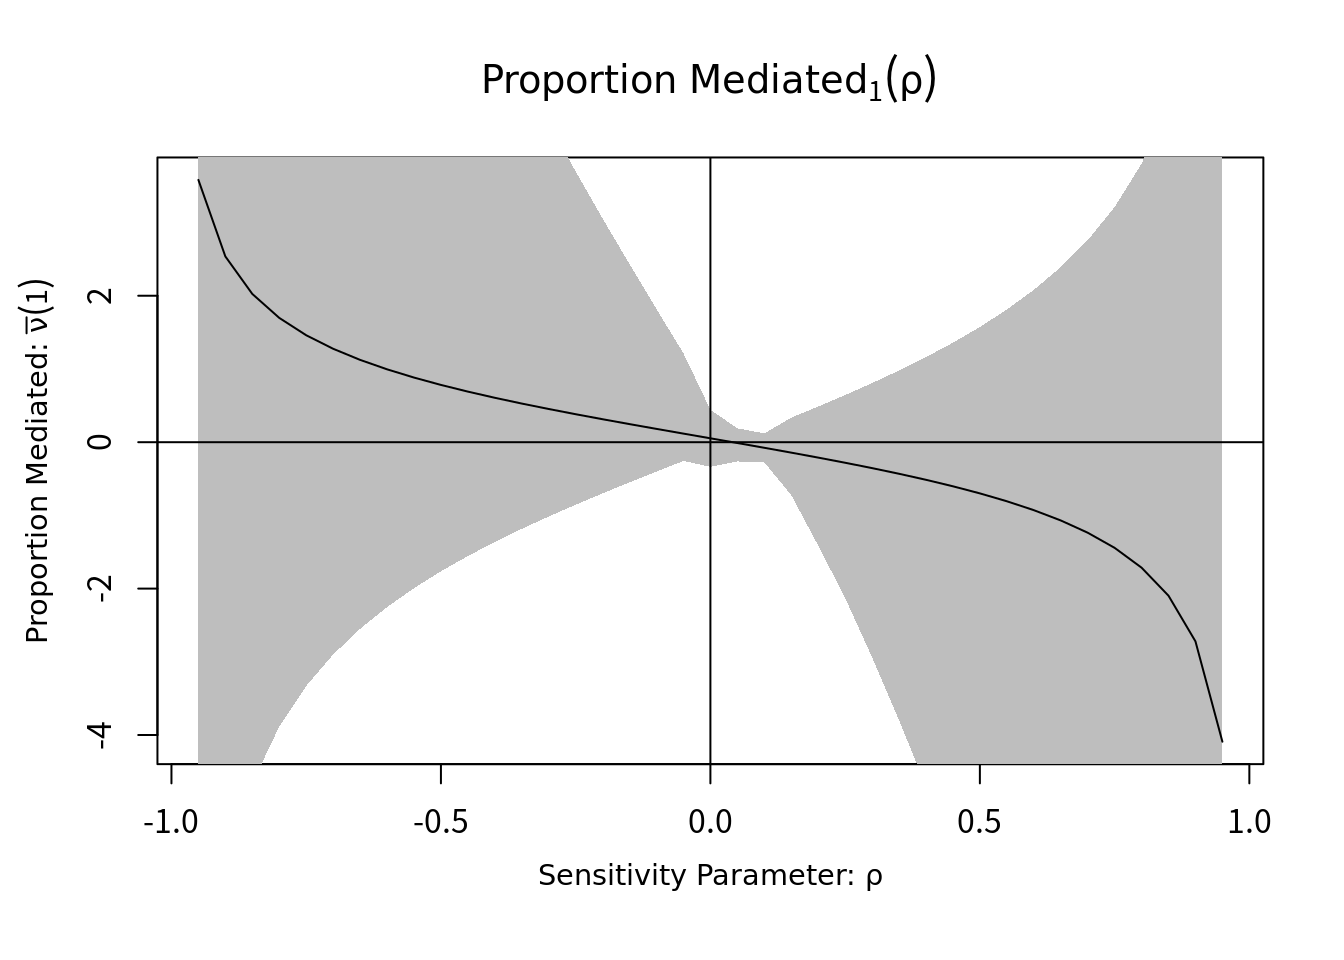 Proportion Mediated₁(ρ)
Proportion Mediated: ν̅(1)
2
0
-2
-4
-1.0 -0.5 0.0 0.5 1.0
Sensitivity Parameter: ρ